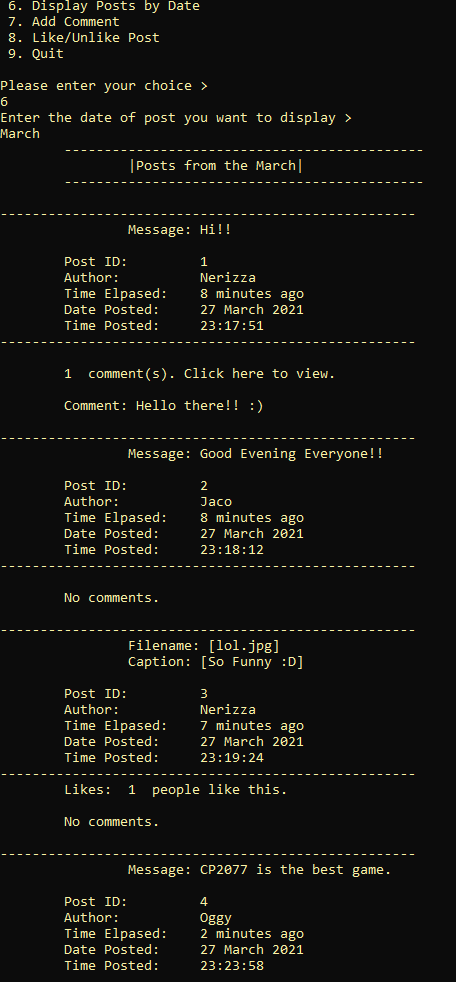 6. Display Posts by Date
7. Add Comment
8. Like/Unlike Post
9. Quit
Please enter your choice >
6
Enter the date of post you want to display >
March
---------------------------------------------
|Posts from the March|
---------------------------------------------
----------------------------------------------------
Message: Hi!!
Post ID: 1
Author: Nerizza
Time Elpased: 8 minutes ago
Date Posted: 27 March 2021
Time Posted: 23:17:51
----------------------------------------------------
1 comment(s). Click here to view.
Comment: Hello there!! :)
----------------------------------------------------
Message: Good Evening Everyone!!
Post ID: 2
Author: Jaco
Time Elpased: 8 minutes ago
Date Posted: 27 March 2021
Time Posted: 23:18:12
----------------------------------------------------
No comments.
----------------------------------------------------
Filename: [lol.jpg]
Caption: [So Funny :D]
Post ID: 3
Author: Nerizza
Time Elpased: 7 minutes ago
Date Posted: 27 March 2021
Time Posted: 23:19:24
----------------------------------------------------
Likes: 1 people like this.
No comments.
----------------------------------------------------
Message: CP2077 is the best game.
Post ID: 4
Author: Oggy
Time Elpased: 2 minutes ago
Date Posted: 27 March 2021
Time Posted: 23:23:58